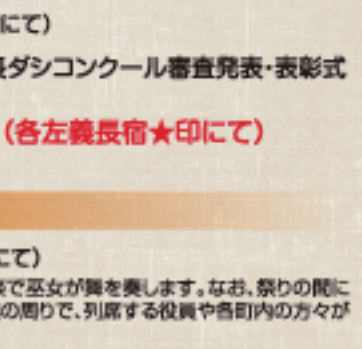 にて）
長ダシコンクール審査発表・表彰式
（各左義長宿★印にて）
にて）
で巫女が舞を奏します。なお、祭りの間に
の周りで、列席する役員や各町内の方々が